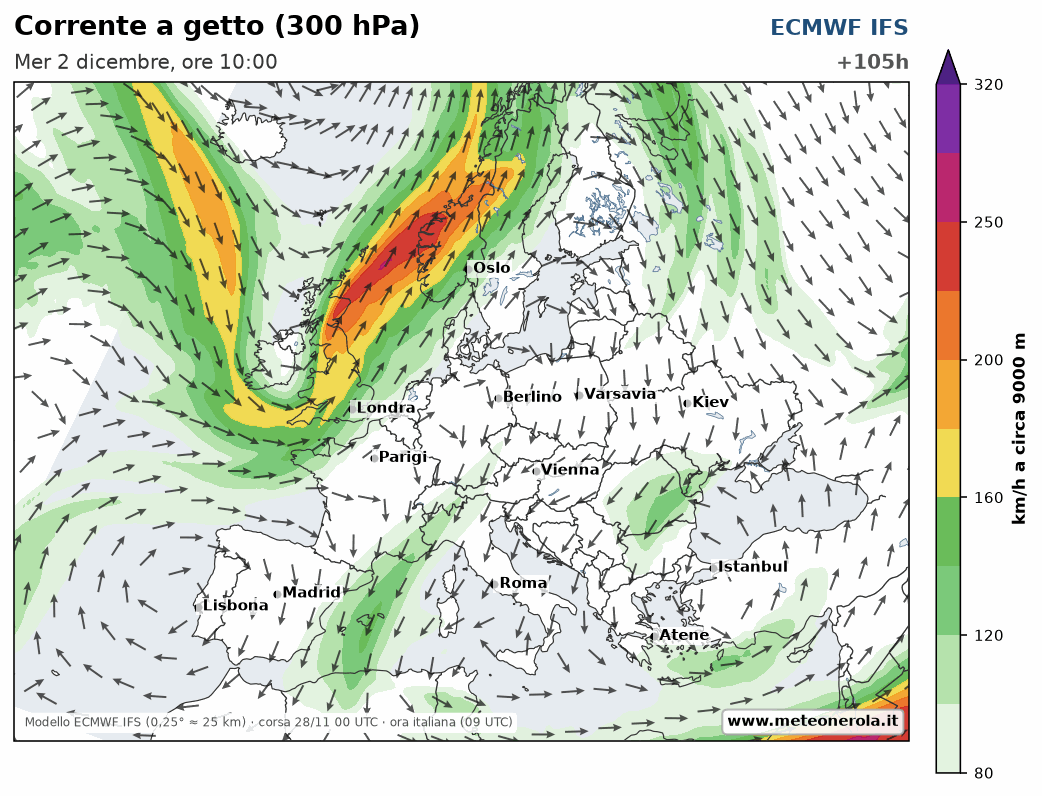 Corrente a getto (300 hPa)
ECMWF IFS
Mer 2 dicembre, ore 10:00
+105h
320
250
200
160
120
80
km/h a circa 9000 m
Oslo
Londra
Berlino
Varsavia
Kiev
Parigi
Vienna
Lisbona
Madrid
Roma
Istanbul
Atene
Modello ECMWF IFS (0,25° ≈ 25 km) · corsa 28/11 00 UTC · ora italiana (09 UTC)
www.meteonerola.it